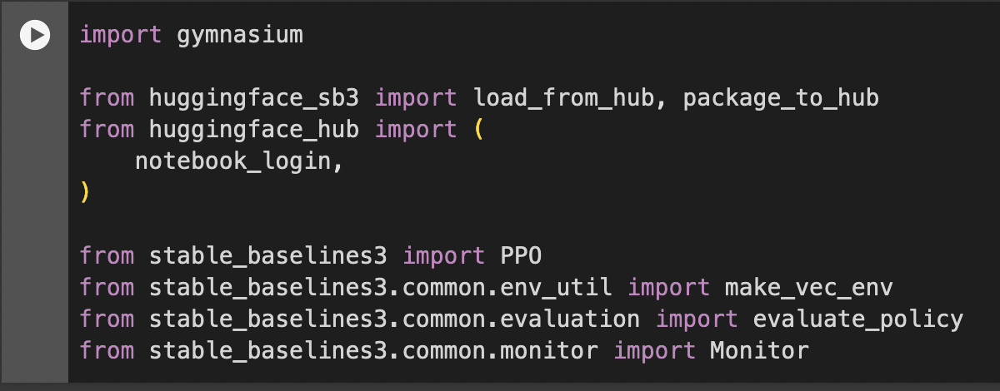 import gymnasium
from huggingface_sb3 import load_from_hub, package_to_hub
from huggingface_hub import (
    notebook_login,
)
from stable_baselines3 import PPO
from stable_baselines3.common.env_util import make_vec_env
from stable_baselines3.common.evaluation import evaluate_policy
from stable_baselines3.common.monitor import Monitor